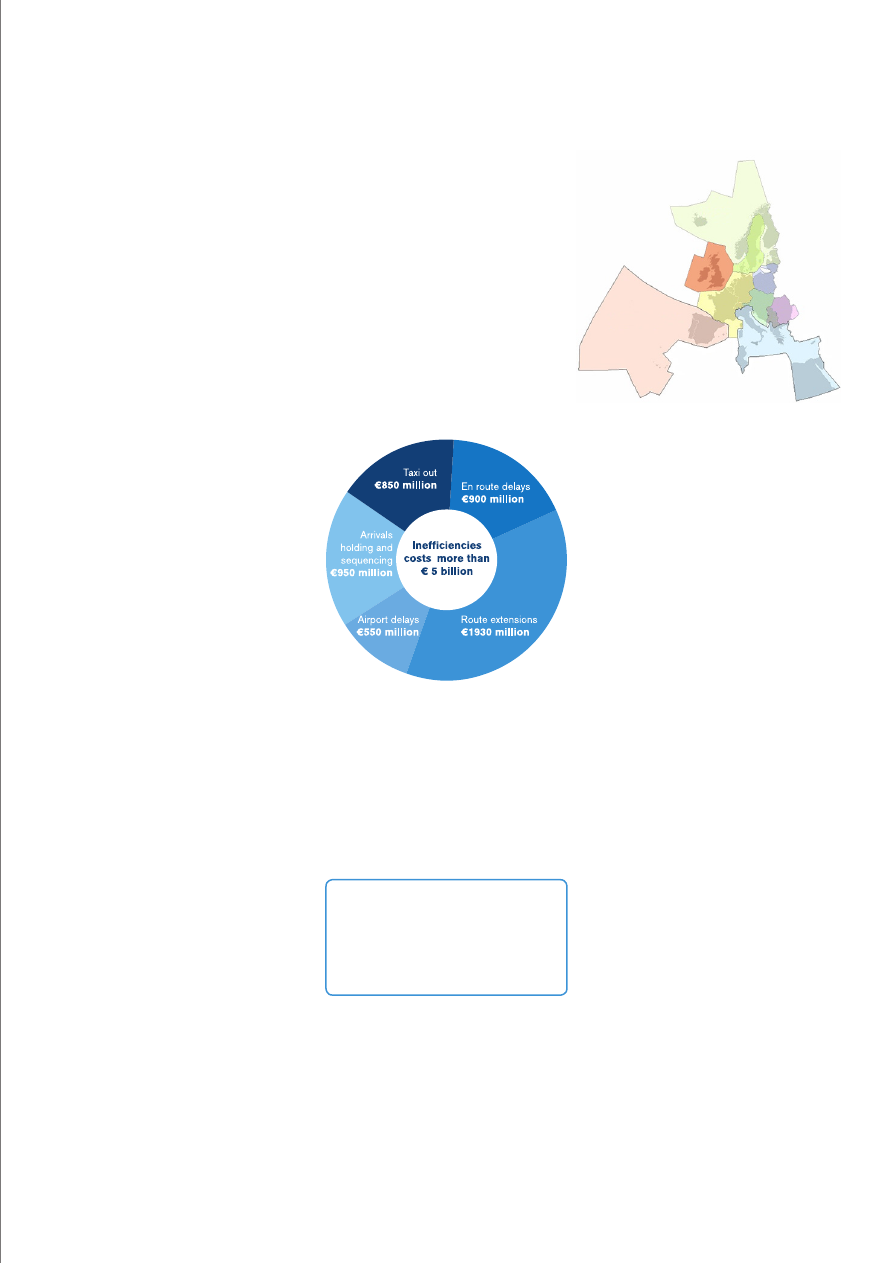 Taxi out
€850 million
En route delays
€900 million
Arrivals
holding and
sequencing
€950 million
Inefficiencies
costs more than
€ 5 billion
Airport delays
€550 million
Route extensions
€1930 million